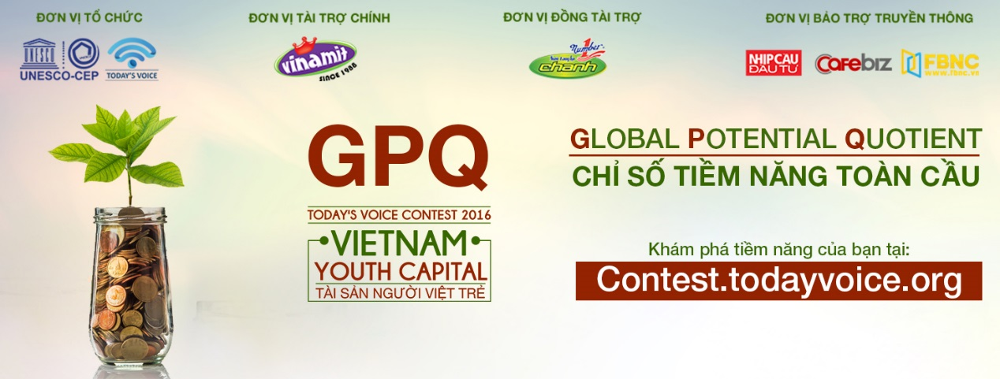 ĐƠN VỊ TỔ CHỨC
ĐƠN VỊ TÀI TRỢ CHÍNH
ĐƠN VỊ ĐỒNG TÀI TRỢ
ĐƠN VỊ BẢO TRỢ TRUYỀN THÔNG
UNESCO
UNESCO-CEP
TODAY'S VOICE
vinamit
SINCE 1988
Number-1
chanh
NHỊP CẦU
ĐẦU TƯ
CafeBiz
FBNC
www.fbnc.vn
GPQ
TODAY'S VOICE CONTEST 2016
VIETNAM
YOUTH CAPITAL
TÀI SẢN NGƯỜI VIỆT TRẺ
GLOBAL POTENTIAL QUOTIENT
CHỈ SỐ TIỀM NĂNG TOÀN CẦU
Khám phá tiềm năng của bạn tại:
Contest.todayvoice.org